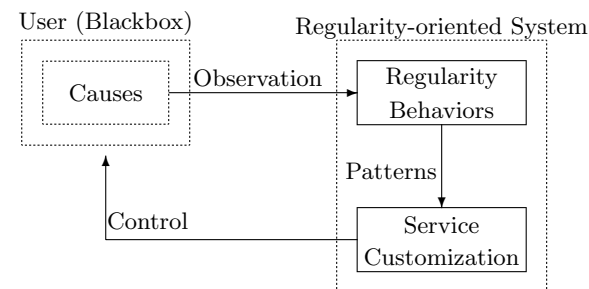 User (Blackbox)
Regularity-oriented System
Causes
Observation
Regularity
Behaviors
Patterns
Control
Service
Customization